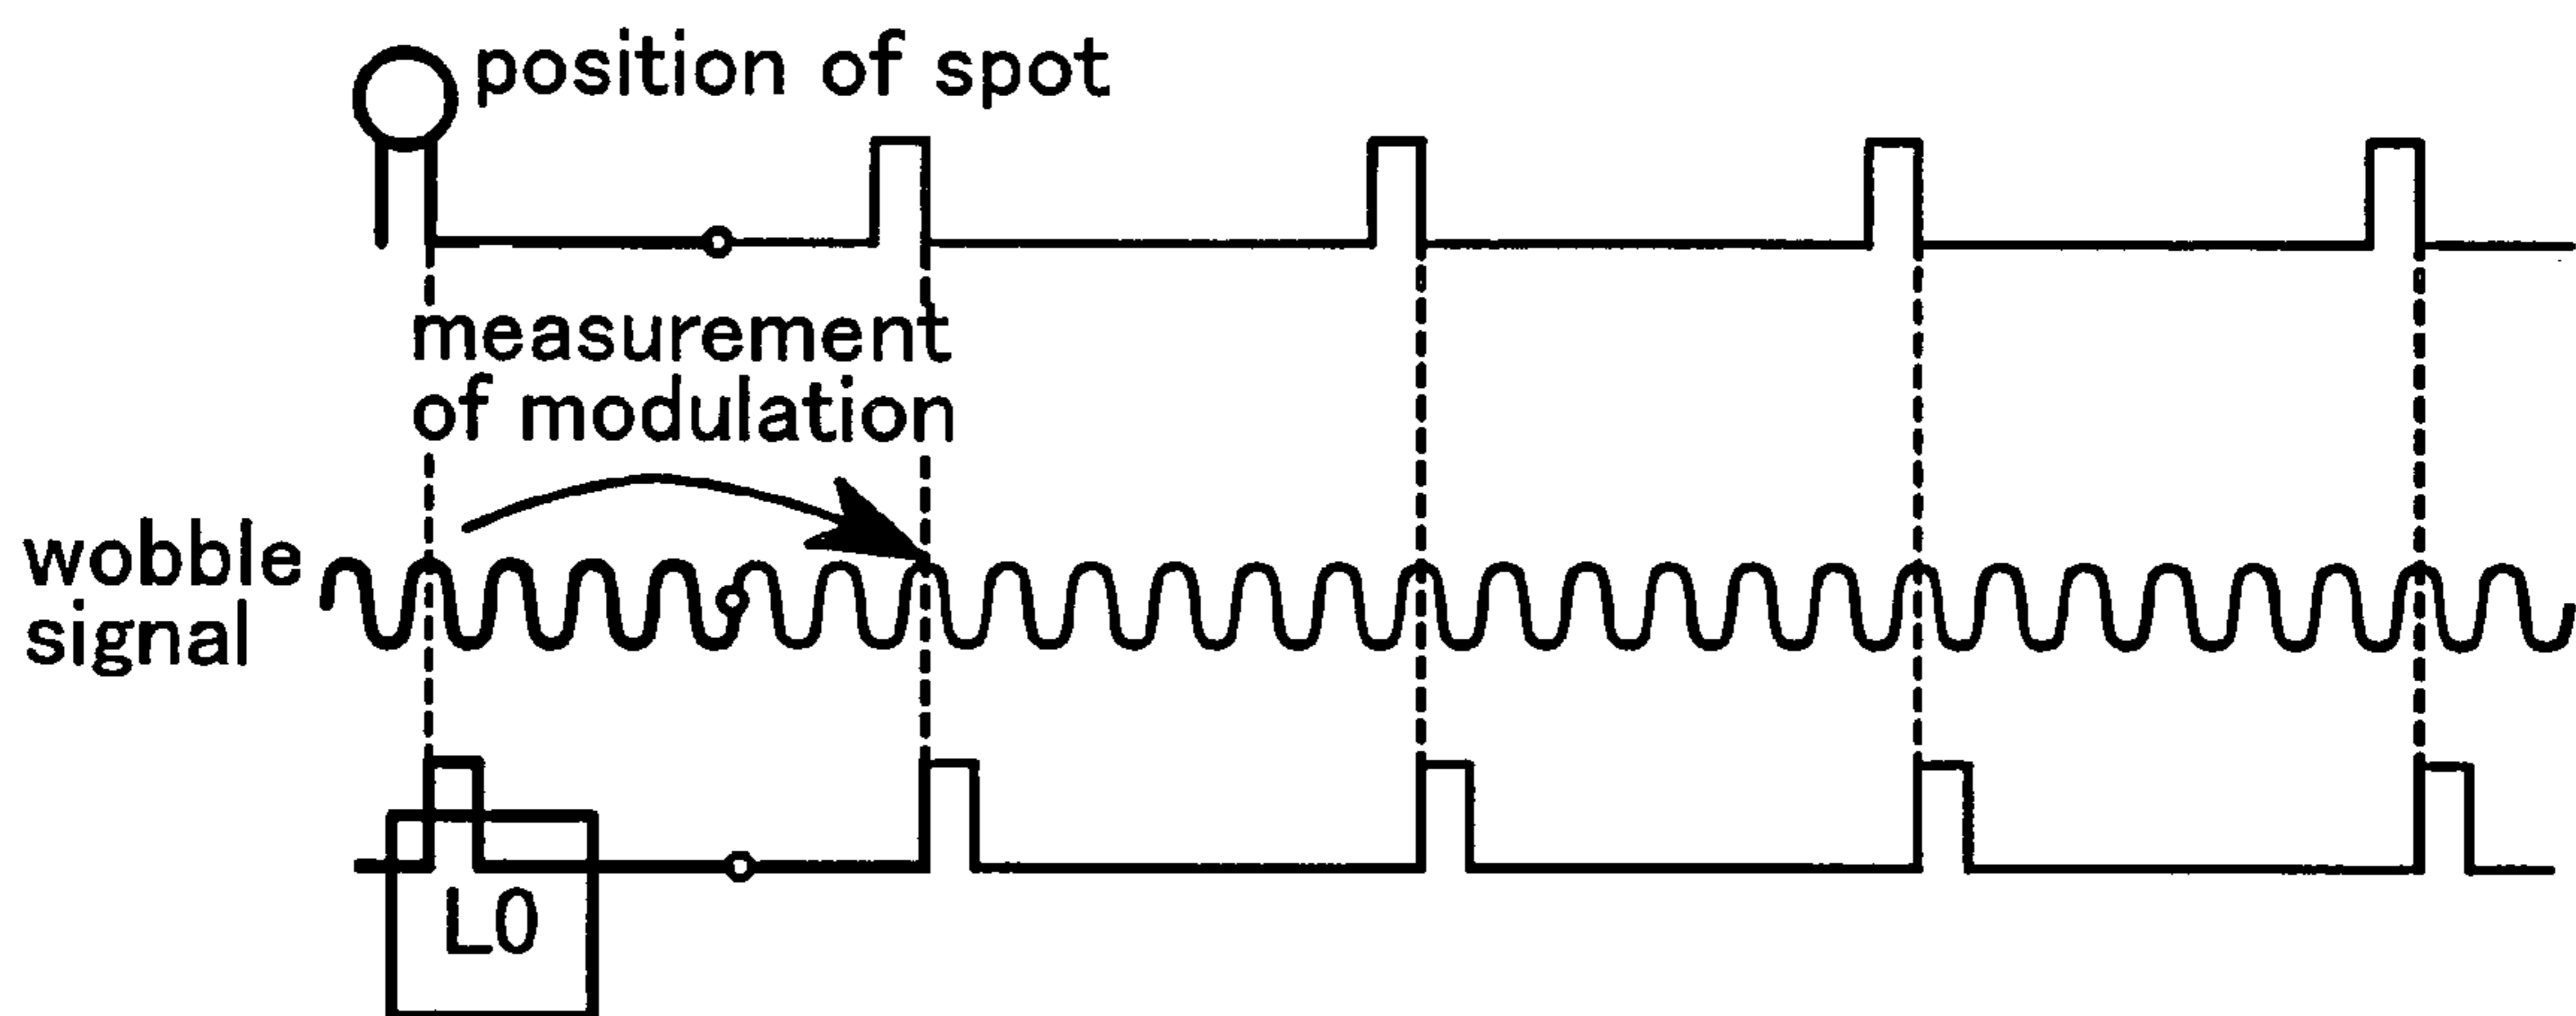 position of spot
measurement
of modulation
wobble
signal
L0